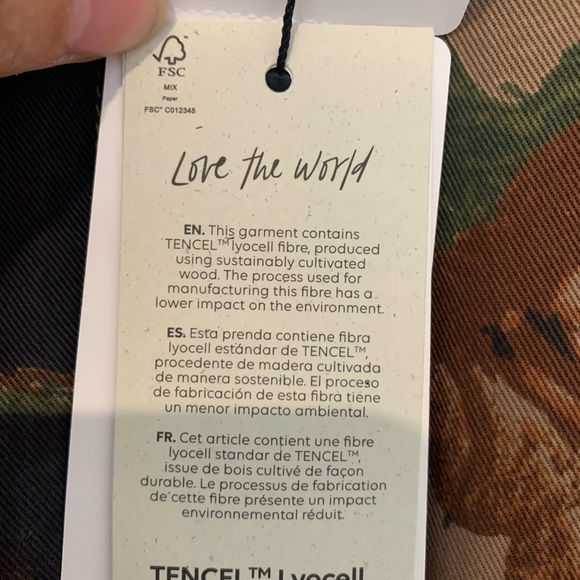 FSC
MIX
Paper
FSC™ C012345
Love the world
EN. This garment contains
TENCEL™ lyocell fibre, produced
using sustainably cultivated
wood. The process used for
manufacturing this fibre has a
lower impact on the environment.
ES. Esta prenda contiene fibra
lyocell estándar de TENCEL™,
procedente de madera cultivada
de manera sostenible. El proceso
de fabricación de esta fibra tiene
un menor impacto ambiental.
FR. Cet article contient une fibre
lyocell standar de TENCEL™,
issue de bois cultivé de façon
durable. Le processus de fabrication
de cette fibre présente un impact
environnemental réduit.
TENCEL™ Lyocell